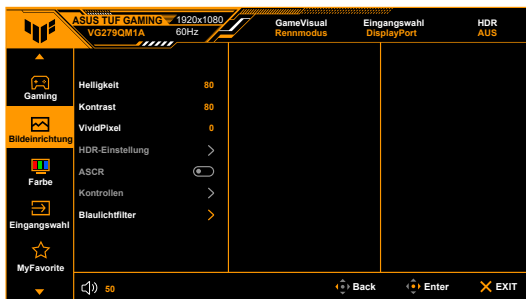 ASUS TUF GAMING 1920x1080
VG279QM1A 60Hz
GameVisual
Rennmodus
Eingangswahl
DisplayPort
HDR
AUS
Gaming
Bildeinrichtung
Farbe
Eingangswahl
MyFavorite
Helligkeit 80
Kontrast 80
VividPixel 0
HDR-Einstellung
ASCR
Kontrollen
Blaulichtfilter
50
Back
Enter
EXIT